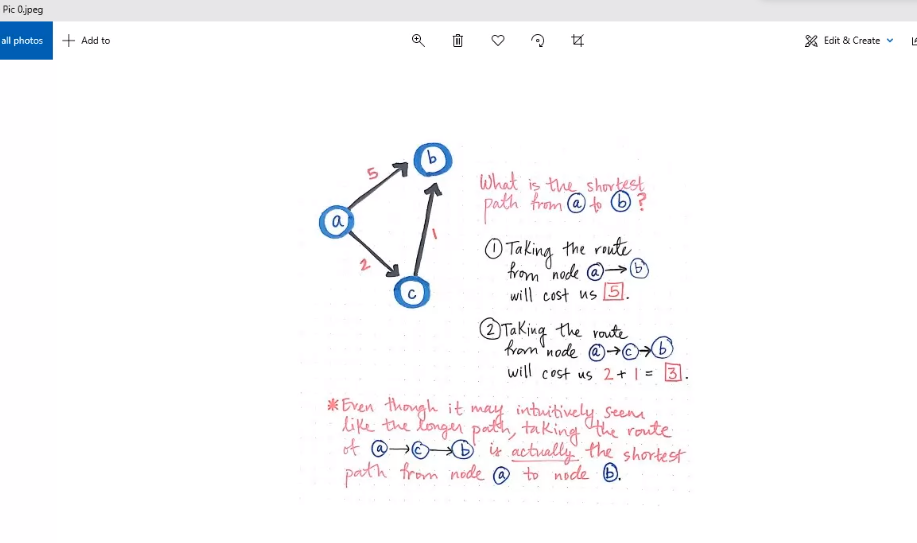 Pic 0.jpeg
all photos
Add to
Edit & Create
b
5
a
1
2
c
What is the shortest
path from a to b?
1 Taking the route
from node a→b
will cost us 5.
2 Taking the route
from node a→c→b
will cost us 2+1=3.
*Even though it may intuitively seem
like the longer path, taking the route
of a→c→b is actually the shortest
path from node a to node b.